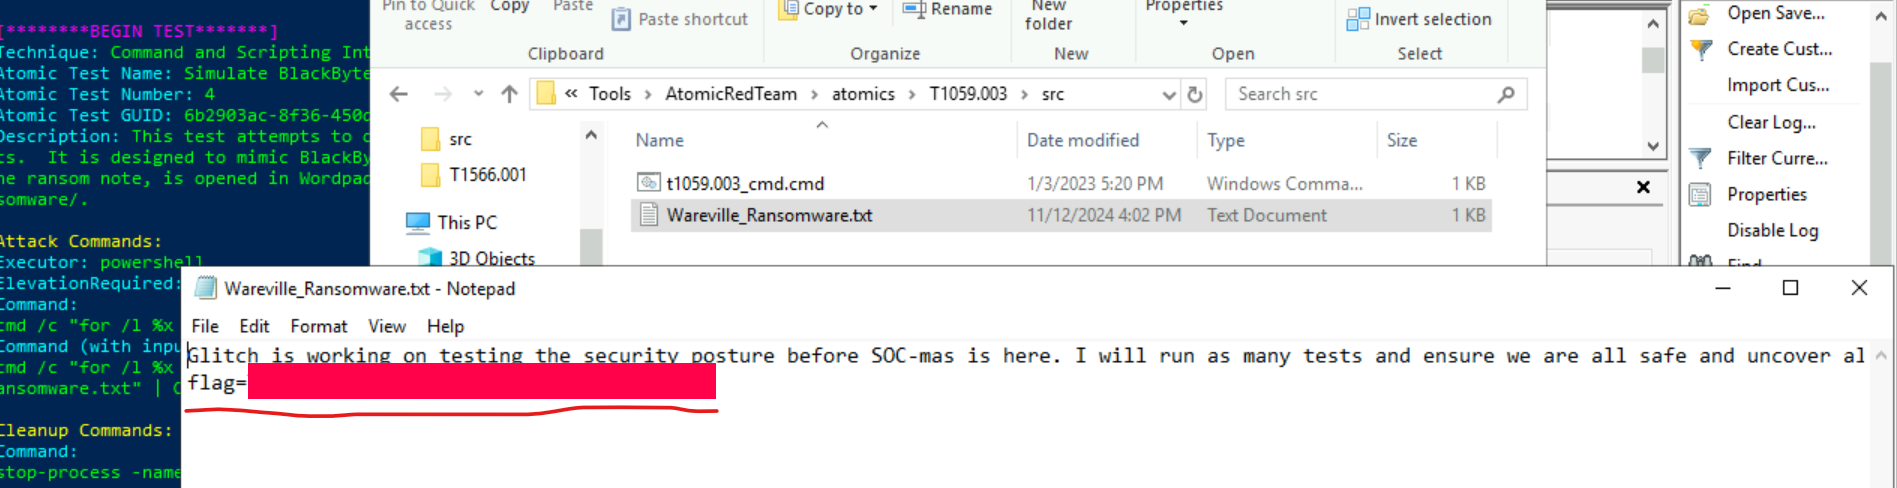 [********BEGIN TEST*******]
Technique: Command and Scripting Int
Atomic Test Name: Simulate BlackByte
Atomic Test Number: 4
Atomic Test GUID: 6b2903ac-8f36-450d
Description: This test attempts to o
cs. It is designed to mimic BlackBy
he ransom note, is opened in Wordpad
somware/.
Attack Commands:
Executor: powershell
ElevationRequired:
Command:
cmd /c "for /l %x
Command (with inpu
cmd /c "for /l %x
ansomware.txt" | O
Cleanup Commands:
Command:
stop-process -name
Pin to Quick access
Copy
Paste
Paste shortcut
Clipboard
Copy to
Rename
Organize
New folder
New
Properties
Open
Invert selection
Select
« Tools > AtomicRedTeam > atomics > T1059.003 > src
Search src
src
T1566.001
This PC
3D Objects
Name Date modified Type Size
t1059.003_cmd.cmd 1/3/2023 5:20 PM Windows Comma... 1 KB
Wareville_Ransomware.txt 11/12/2024 4:02 PM Text Document 1 KB
Open Save...
Create Cust...
Import Cus...
Clear Log...
Filter Curre...
Properties
Disable Log
Find
Wareville_Ransomware.txt - Notepad
File Edit Format View Help
Glitch is working on testing the security posture before SOC-mas is here. I will run as many tests and ensure we are all safe and uncover al
flag=